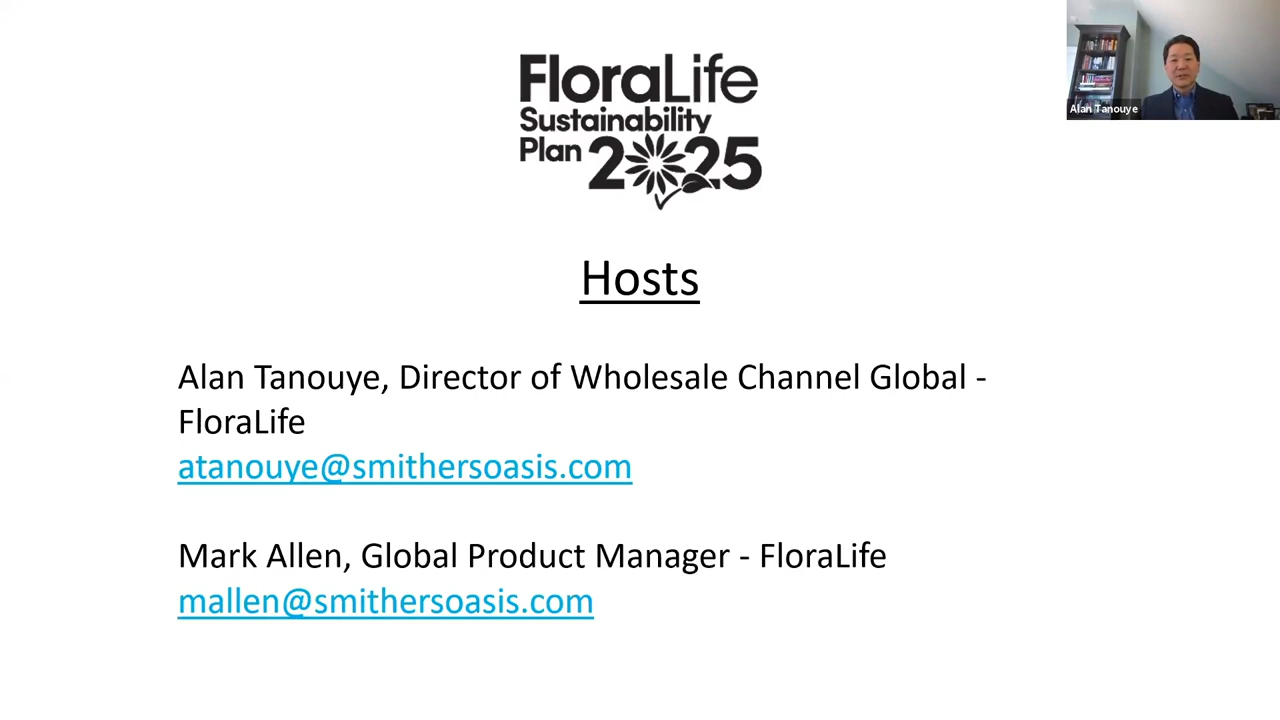 FloraLife
Sustainability
Plan 2025
Alan Tanouye
Hosts
Alan Tanouye, Director of Wholesale Channel Global -
FloraLife
atanouye@smithersoasis.com
Mark Allen, Global Product Manager - FloraLife
mallen@smithersoasis.com